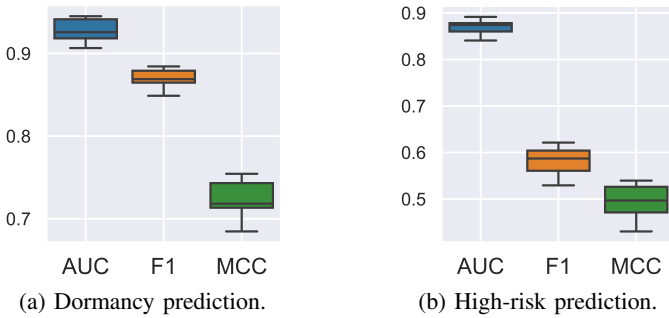 0.9
0.8
0.7
AUC F1 MCC
(a) Dormancy prediction.
0.9
0.8
0.7
0.6
0.5
AUC F1 MCC
(b) High-risk prediction.